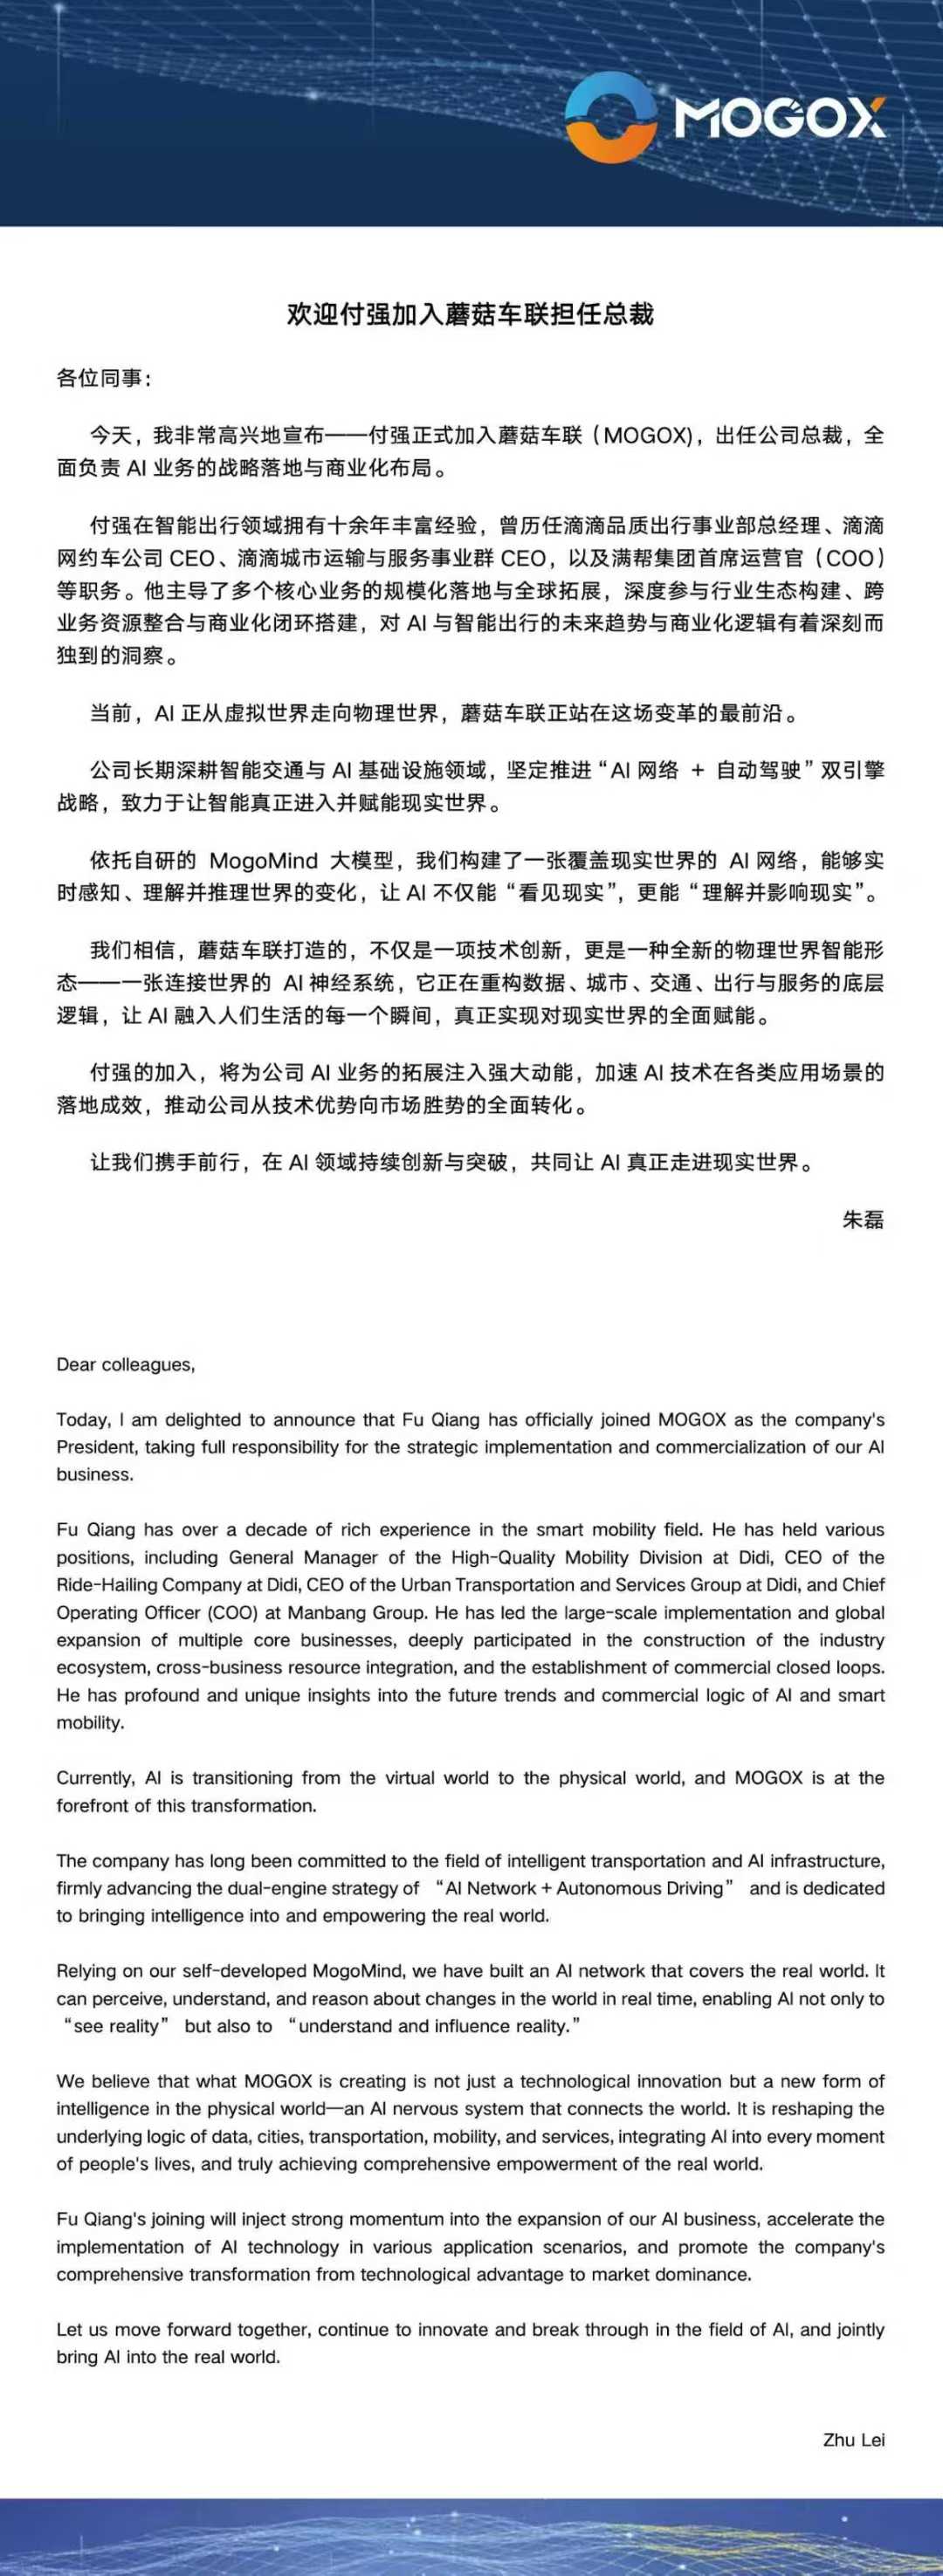 MOGOX
欢迎付强加入蘑菇车联担任总裁
各位同事：
今天，我非常高兴地宣布——付强正式加入蘑菇车联（MOGOX)，出任公司总裁，全
面负责 AI 业务的战略落地与商业化布局。
付强在智能出行领域拥有十余年丰富经验，曾历任滴滴品质出行事业部总经理、滴滴
网约车公司 CEO、滴滴城市运输与服务事业群 CEO，以及满帮集团首席运营官（COO）
等职务。他主导了多个核心业务的规模化落地与全球拓展，深度参与行业生态构建、跨
业务资源整合与商业化闭环搭建，对 AI 与智能出行的未来趋势与商业化逻辑有着深刻而
独到的洞察。
当前，AI 正从虚拟世界走向物理世界，蘑菇车联正站在这场变革的最前沿。
公司长期深耕智能交通与 AI 基础设施领域，坚定推进“AI 网络 + 自动驾驶”双引擎
战略，致力于让智能真正进入并赋能现实世界。
依托自研的 MogoMind 大模型，我们构建了一张覆盖现实世界的 AI 网络，能够实
时感知、理解并推理世界的变化，让 AI 不仅能“看见现实”，更能“理解并影响现实”。
我们相信，蘑菇车联打造的，不仅是一项技术创新，更是一种全新的物理世界智能形
态——一张连接世界的 AI 神经系统，它正在重构数据、城市、交通、出行与服务的底层
逻辑，让 AI 融入人们生活的每一个瞬间，真正实现对现实世界的全面赋能。
付强的加入，将为公司 AI 业务的拓展注入强大动能，加速 AI 技术在各类应用场景的
落地成效，推动公司从技术优势向市场胜势的全面转化。
让我们携手前行，在 AI 领域持续创新与突破，共同让 AI 真正走进现实世界。
朱磊
Dear colleagues,
Today, I am delighted to announce that Fu Qiang has officially joined MOGOX as the company's
President, taking full responsibility for the strategic implementation and commercialization of our AI
business.
Fu Qiang has over a decade of rich experience in the smart mobility field. He has held various
positions, including General Manager of the High-Quality Mobility Division at Didi, CEO of the
Ride-Hailing Company at Didi, CEO of the Urban Transportation and Services Group at Didi, and Chief
Operating Officer (COO) at Manbang Group. He has led the large-scale implementation and global
expansion of multiple core businesses, deeply participated in the construction of the industry
ecosystem, cross-business resource integration, and the establishment of commercial closed loops.
He has profound and unique insights into the future trends and commercial logic of AI and smart
mobility.
Currently, AI is transitioning from the virtual world to the physical world, and MOGOX is at the
forefront of this transformation.
The company has long been committed to the field of intelligent transportation and AI infrastructure,
firmly advancing the dual-engine strategy of “AI Network + Autonomous Driving” and is dedicated
to bringing intelligence into and empowering the real world.
Relying on our self-developed MogoMind, we have built an AI network that covers the real world. It
can perceive, understand, and reason about changes in the world in real time, enabling AI not only to
“see reality” but also to “understand and influence reality.”
We believe that what MOGOX is creating is not just a technological innovation but a new form of
intelligence in the physical world—an AI nervous system that connects the world. It is reshaping the
underlying logic of data, cities, transportation, mobility, and services, integrating AI into every moment
of people's lives, and truly achieving comprehensive empowerment of the real world.
Fu Qiang's joining will inject strong momentum into the expansion of our AI business, accelerate the
implementation of AI technology in various application scenarios, and promote the company's
comprehensive transformation from technological advantage to market dominance.
Let us move forward together, continue to innovate and break through in the field of AI, and jointly
bring AI into the real world.
Zhu Lei